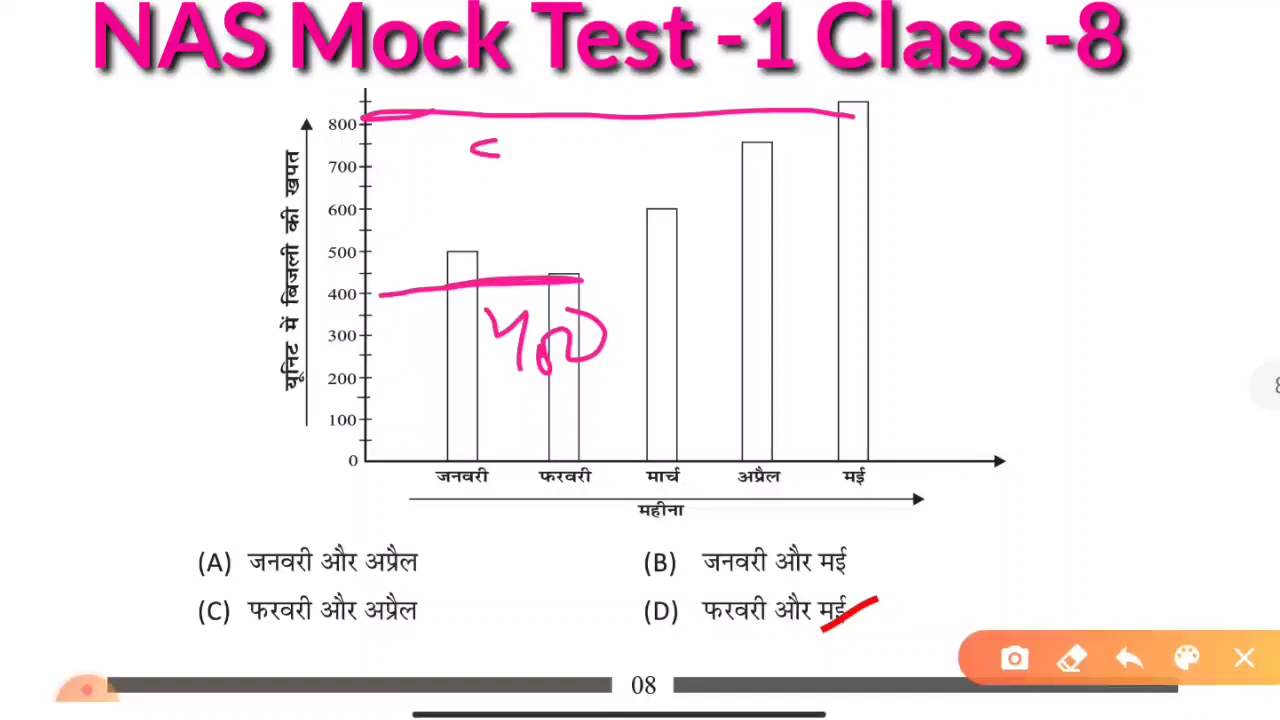 NAS Mock Test -1 Class -8
यूनिट में बिजली की खपत
800
700
600
500
400
300
200
100
0
जनवरी फरवरी मार्च अप्रैल मई
महीना
(A) जनवरी और अप्रैल (B) जनवरी और मई
(C) फरवरी और अप्रैल (D) फरवरी और मई
08